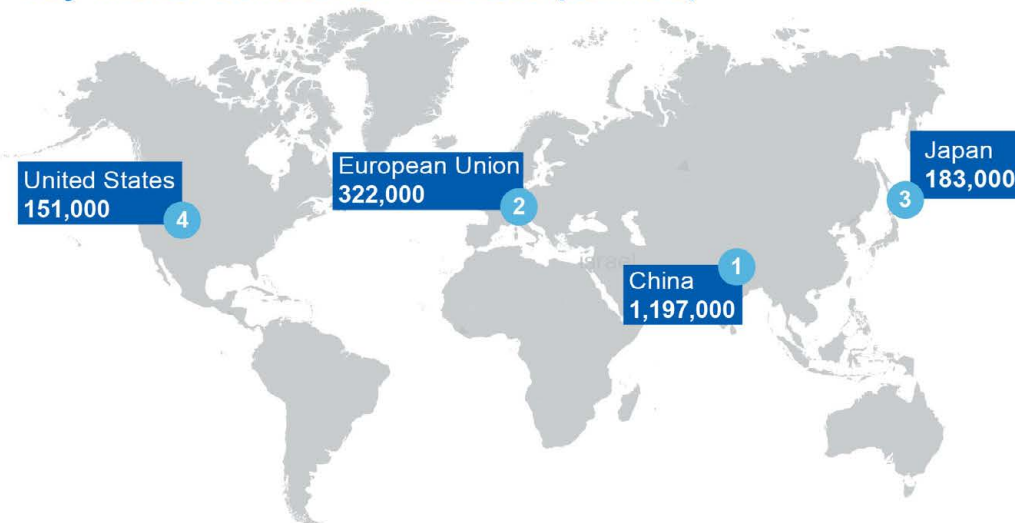 United States
151,000
4
European Union
322,000
2
Japan
183,000
3
Israel
China
1,197,000
1